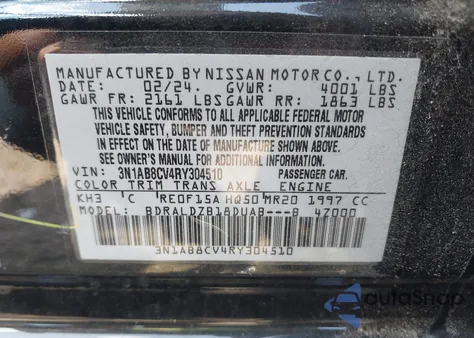 MANUFACTURED BY NISSAN MOTOR CO., LTD.
DATE: 02/24. GVWR: 4001 LBS
GAWR FR: 2161 LBS GAWR RR: 1863 LBS
THIS VEHICLE CONFORMS TO ALL APPLICABLE FEDERAL MOTOR
VEHICLE SAFETY, BUMPER AND THEFT PREVENTION STANDARDS
IN EFFECT ON THE DATE OF MANUFACTURE SHOWN ABOVE.
SEE OWNER'S MANUAL FOR ADDITIONAL INFORMATION.
VIN: 3N1AB8CV4RY304510 PASSENGER CAR.
COLOR TRIM TRANS AXLE ENGINE
KH3 C RE0F15A HQ50 MR20 1997 CC
MODEL: BDRALDZB18DUAB---B 4Z000
3N1AB8CV4RY304510
autoSnap